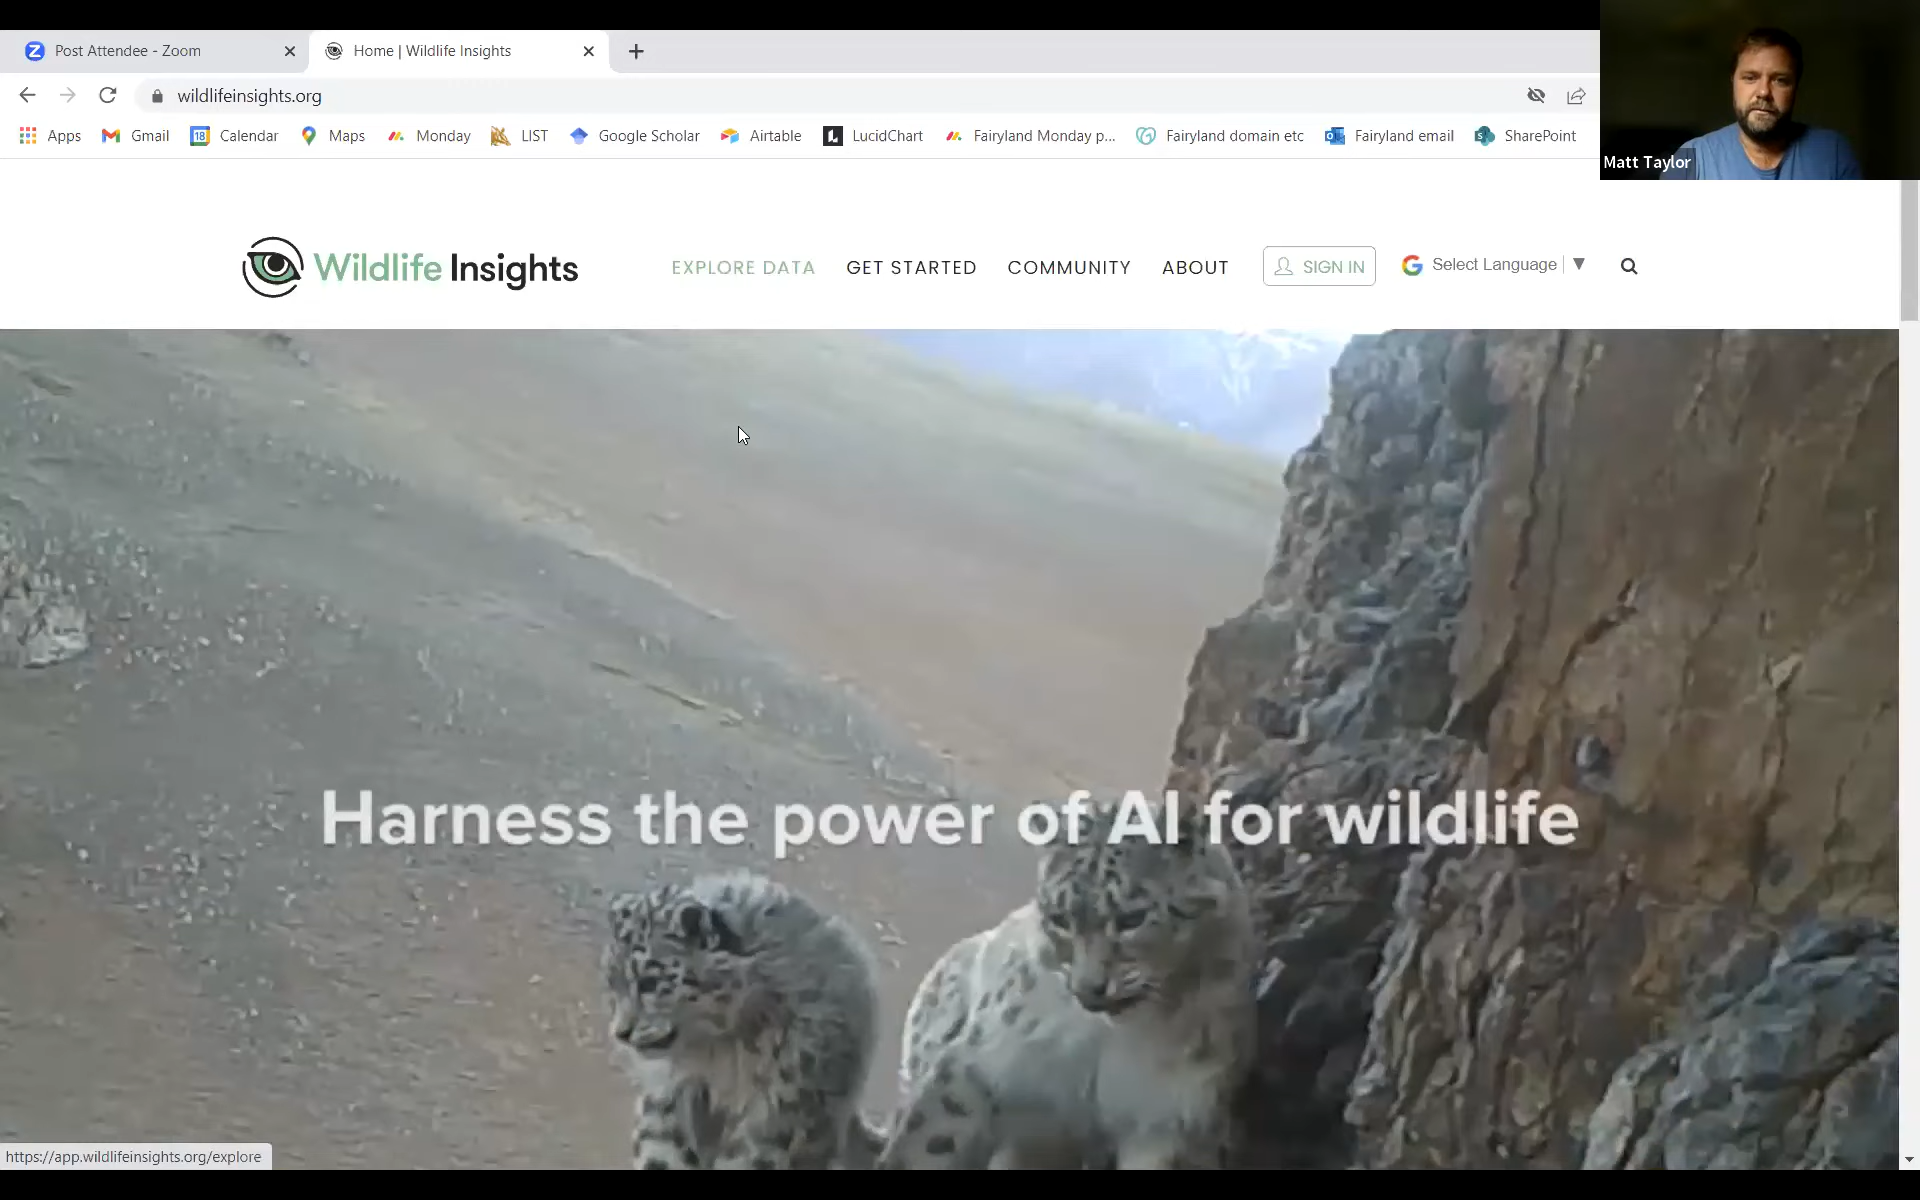 Post Attendee - Zoom
Home | Wildlife Insights
wildlifeinsights.org
Apps Gmail Calendar Maps Monday LIST Google Scholar Airtable LucidChart Fairyland Monday p... Fairyland domain etc Fairyland email SharePoint
Matt Taylor
Wildlife Insights
EXPLORE DATA GET STARTED COMMUNITY ABOUT SIGN IN Select Language ▼
Harness the power of AI for wildlife
https://app.wildlifeinsights.org/explore